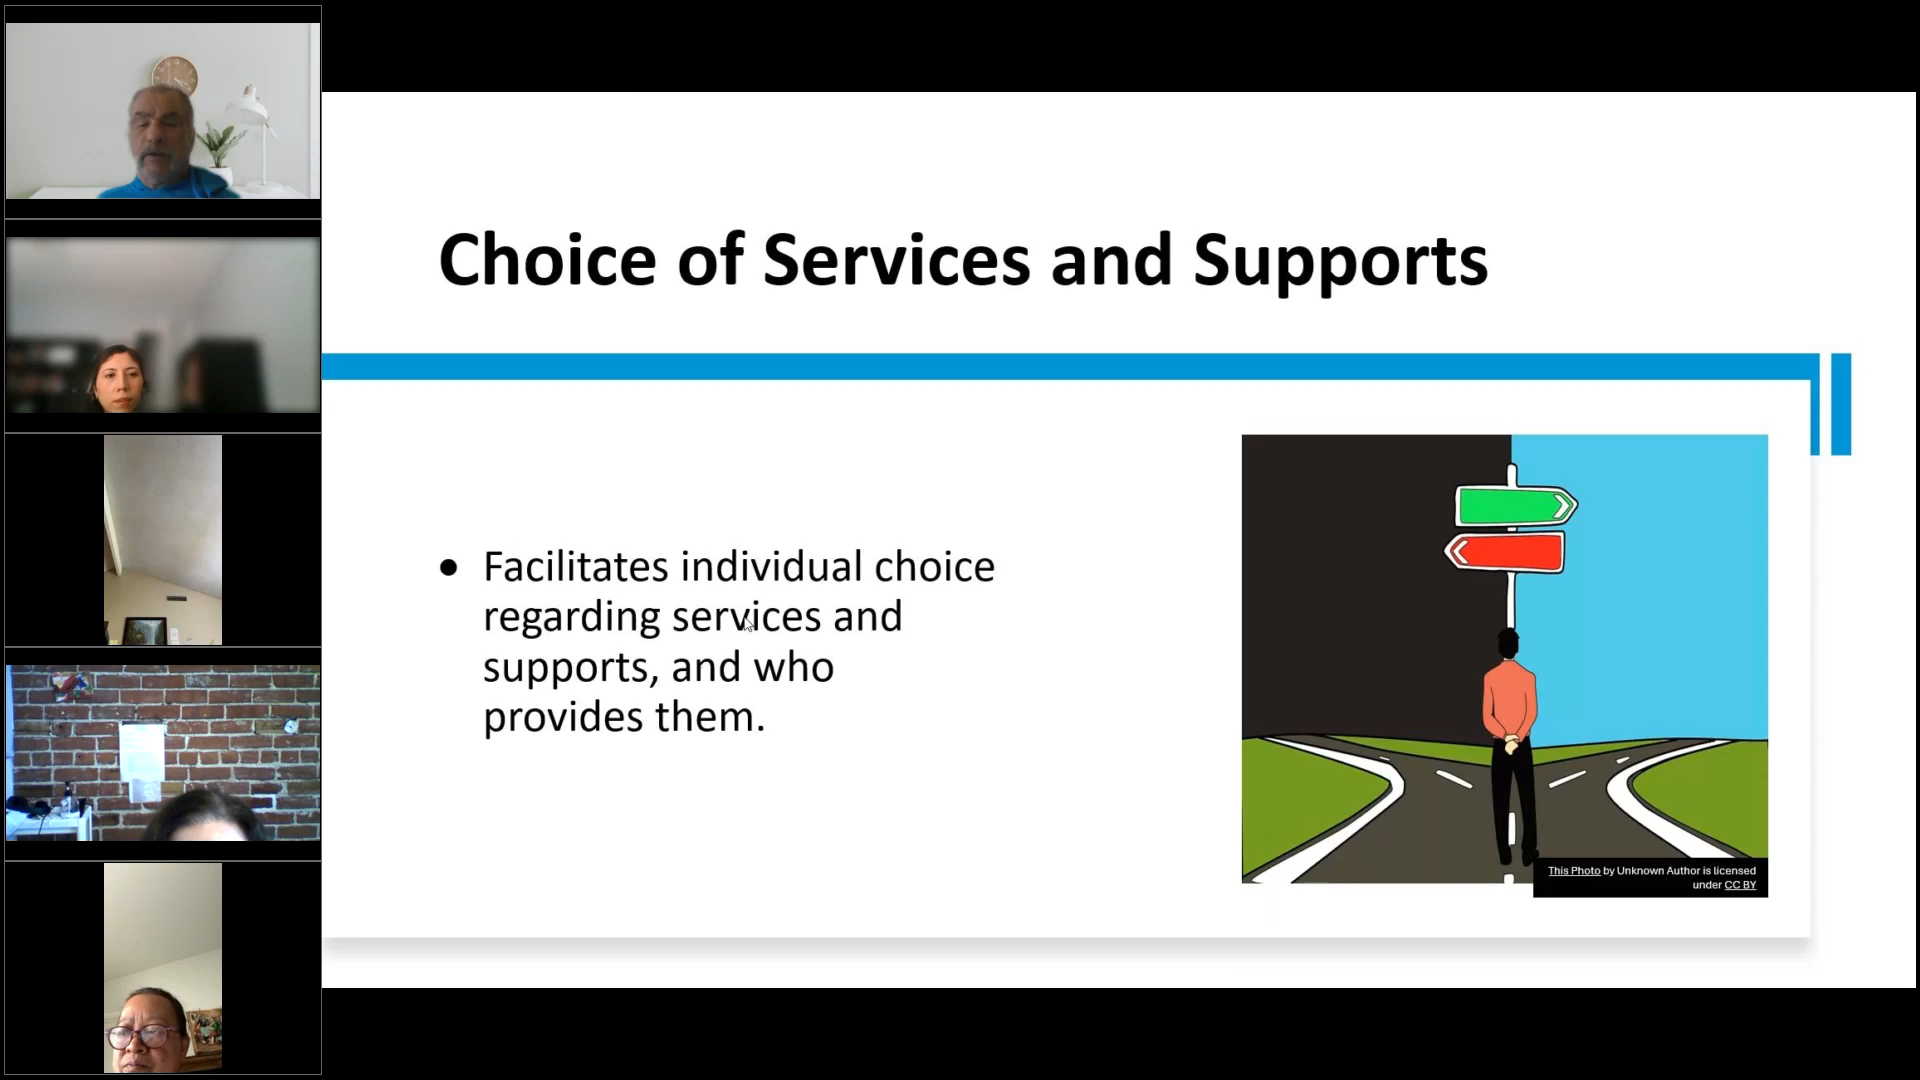 Choice of Services and Supports
• Facilitates individual choice
regarding services and
supports, and who
provides them.
This Photo by Unknown Author is licensed
under CC BY